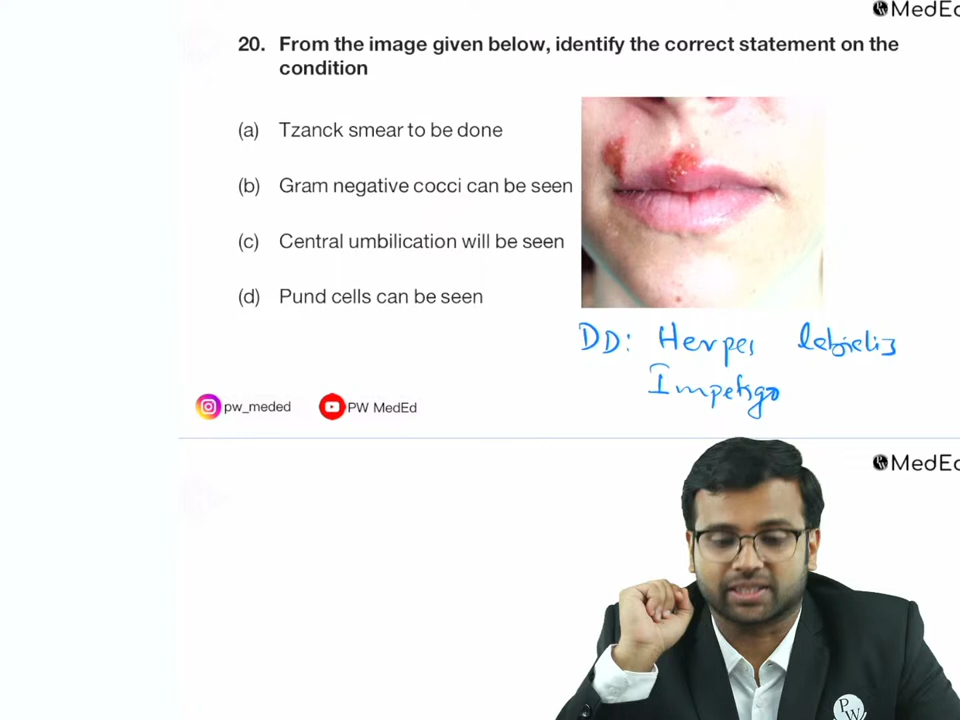 MedEd
20. From the image given below, identify the correct statement on the
condition
(a) Tzanck smear to be done
(b) Gram negative cocci can be seen
(c) Central umbilication will be seen
(d) Pund cells can be seen
DD: Herpes labialis
Impetigo
pw_meded PW MedEd
MedEd
PW